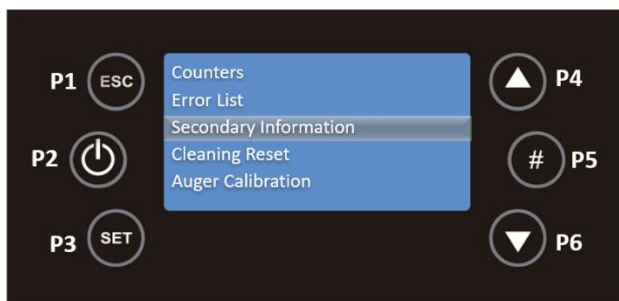 P1 ESC
P2
P3 SET
Counters
Error List
Secondary Information
Cleaning Reset
Auger Calibration
P4
# P5
P6